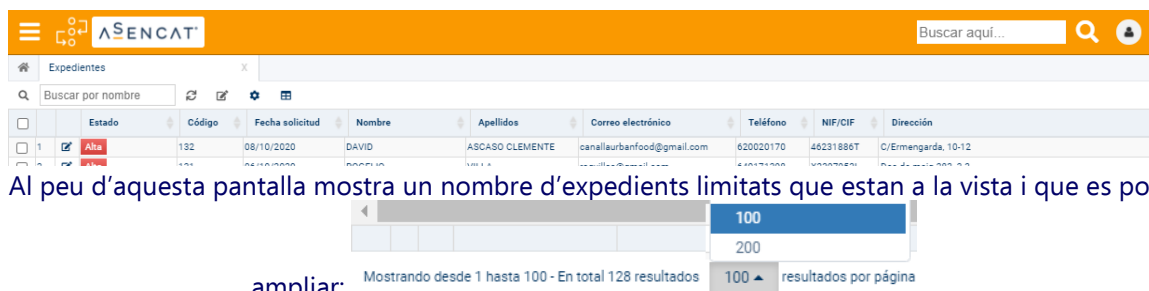 ASENCAT
Buscar aquí...
Expedientes X
Buscar por nombre
Estado Código Fecha solicitud Nombre Apellidos Correo electrónico Teléfono NIF/CIF Dirección
1 Alta 132 08/10/2020 DAVID ASCASO CLEMENTE canallaurbanfood@gmail.com 620020170 46231886T C/Ermengarda, 10-12
Al peu d'aquesta pantalla mostra un nombre d'expedients limitats que estan a la vista i que es po
100
200
ampliar:
Mostrando desde 1 hasta 100 - En total 128 resultados 100 resultados por página